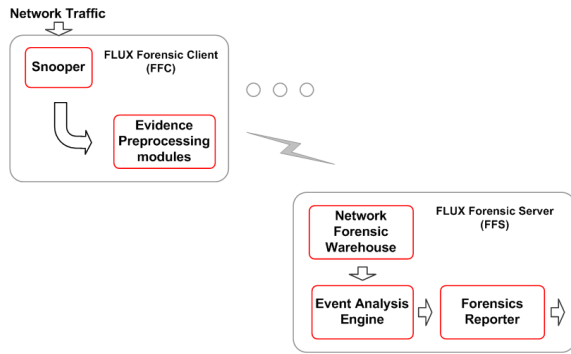 Network Traffic
FLUX Forensic Client
(FFC)
Snooper
Evidence
Preprocessing
modules
Network
Forensic
Warehouse
FLUX Forensic Server
(FFS)
Event Analysis
Engine
Forensics
Reporter